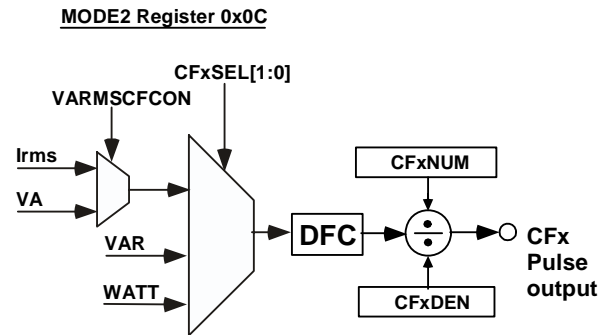 MODE2 Register 0x0C
CFxSEL[1:0]
VARMSCFCON
Irms
VA
VAR
WATT
DFC
CFxNUM
÷
CFxDEN
CFx
Pulse
output